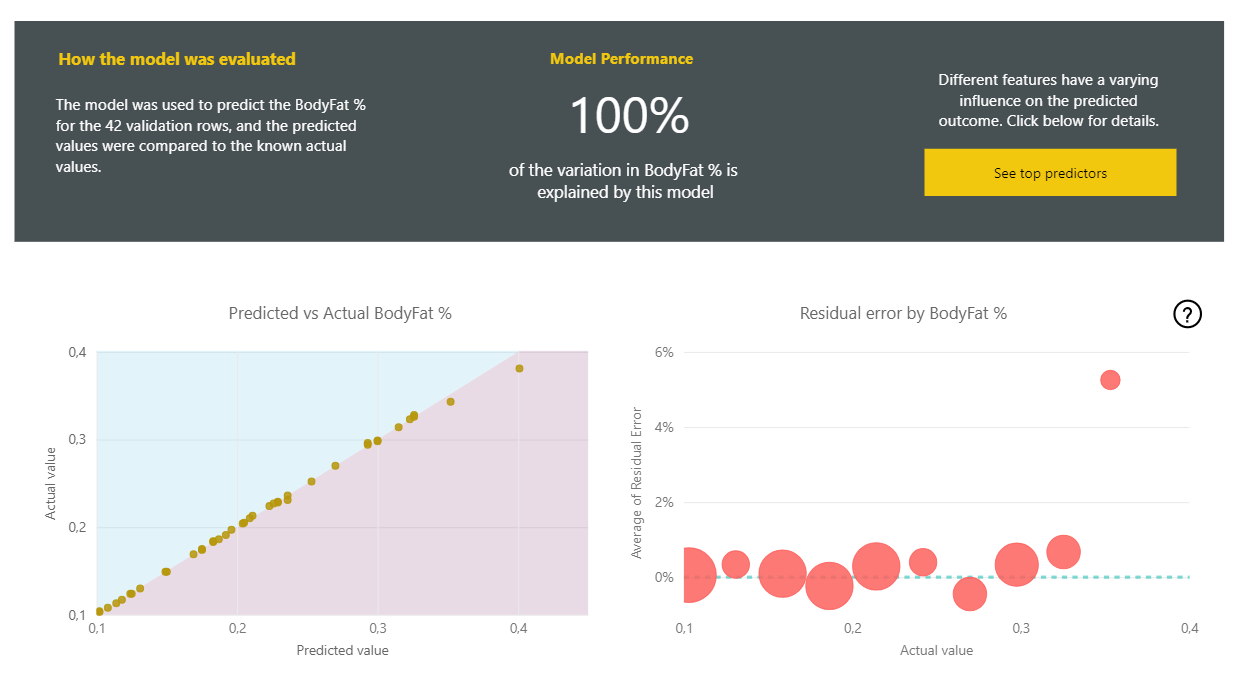 How the model was evaluated
The model was used to predict the BodyFat %
for the 42 validation rows, and the predicted
values were compared to the known actual
values.
Model Performance
100%
of the variation in BodyFat % is
explained by this model
Different features have a varying
influence on the predicted
outcome. Click below for details.
See top predictors
Predicted vs Actual BodyFat %
Actual value
0,4
0,3
0,2
0,1
0,1 0,2 0,3 0,4
Predicted value
Residual error by BodyFat %
?
Average of Residual Error
6%
4%
2%
0%
0,1 0,2 0,3 0,4
Actual value